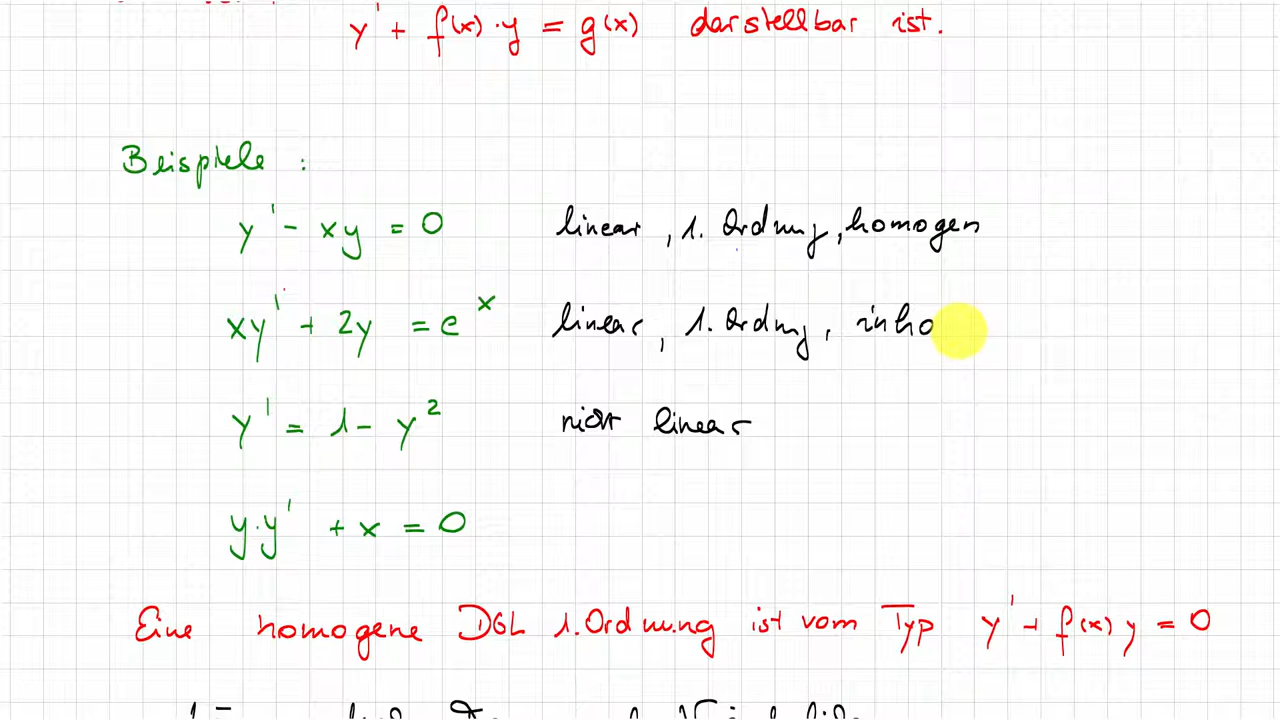 y' + f(x)·y = g(x) darstellbar ist.
Beispiele :
y' - xy = 0 linear, 1. Ordnung, homogen
xy' + 2y = e^x linear, 1. Ordnung, inho
y' = 1 - y^2 nicht linear
y·y' + x = 0
Eine homogene DGL 1. Ordnung ist vom Typ y' + f(x) y = 0